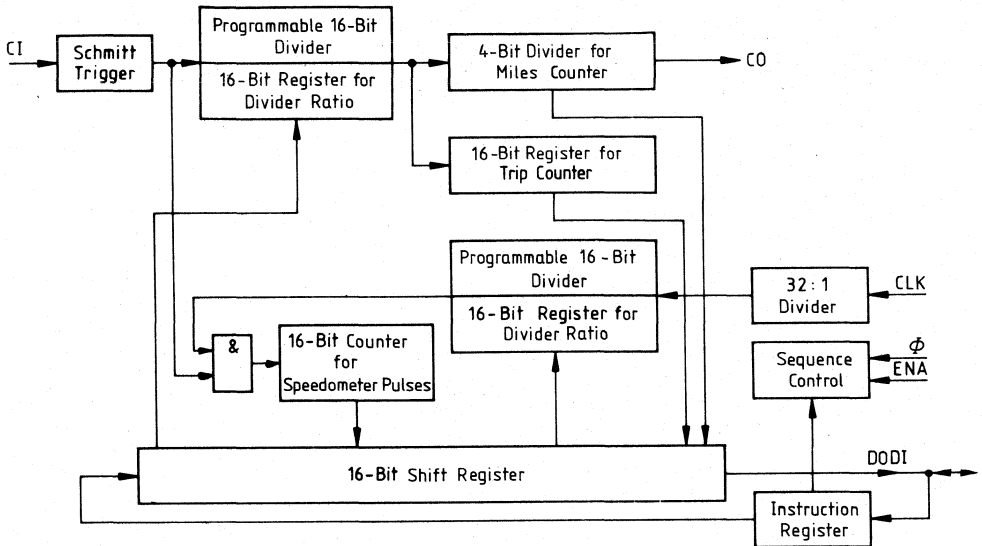 CI
Schmitt
Trigger
Programmable 16-Bit
Divider
16-Bit Register for
Divider Ratio
4-Bit Divider for
Miles Counter
CO
16-Bit Register for
Trip Counter
Programmable 16-Bit
Divider
16-Bit Register for
Divider Ratio
32:1
Divider
CLK
&
16-Bit Counter
for
Speedometer Pulses
Sequence
Control
Φ
ENA
16-Bit Shift Register
DODI
Instruction
Register